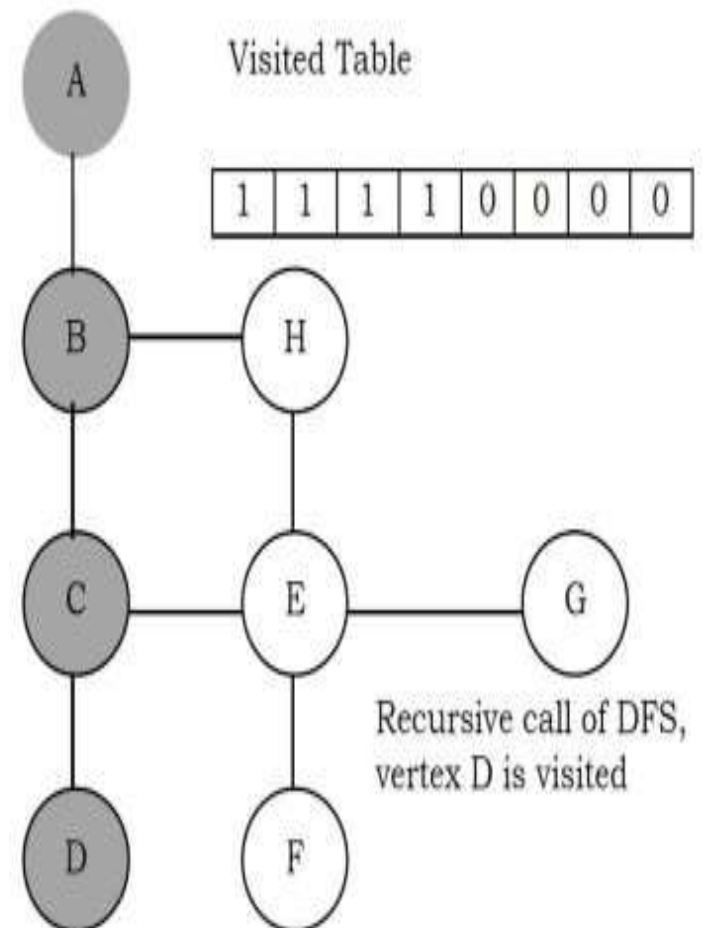 A
Visited Table
1 1 1 1 0 0 0 0
B H
C E G
Recursive call of DFS,
vertex D is visited
D F